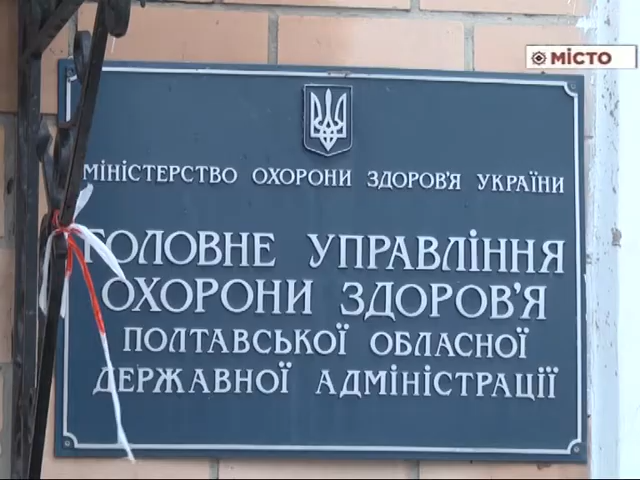 МІСТО
МІНІСТЕРСТВО ОХОРОНИ ЗДОРОВ'Я УКРАЇНИ
ГОЛОВНЕ УПРАВЛІННЯ
ОХОРОНИ ЗДОРОВ'Я
ПОЛТАВСЬКОЇ ОБЛАСНОЇ
ДЕРЖАВНОЇ АДМІНІСТРАЦІЇ